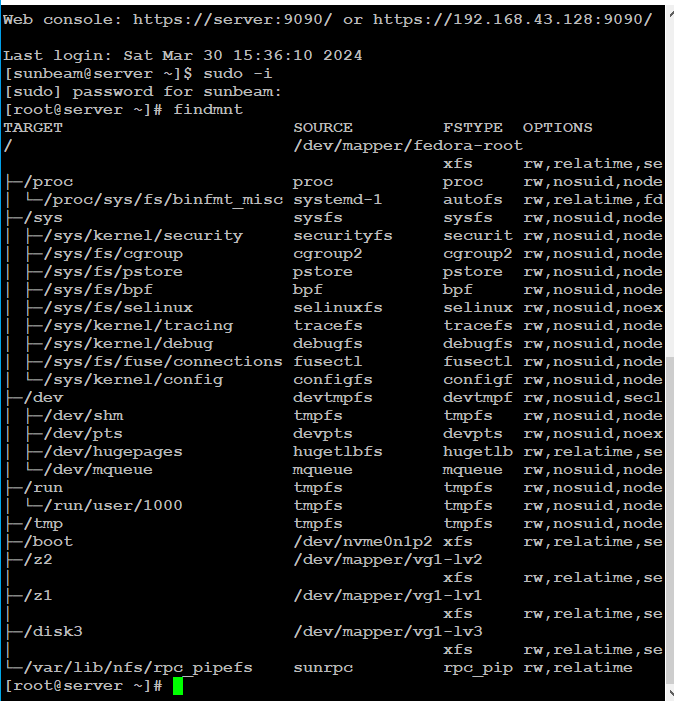 Web console: https://server:9090/ or https://192.168.43.128:9090/

Last login: Sat Mar 30 15:36:10 2024
[sunbeam@server ~]$ sudo -i
[sudo] password for sunbeam:
[root@server ~]# findmnt
TARGET                       SOURCE         FSTYPE  OPTIONS
/                            /dev/mapper/fedora-root
                                            xfs     rw,relatime,se
├─/proc                      proc           proc    rw,nosuid,node
│ └─/proc/sys/fs/binfmt_misc systemd-1      autofs  rw,relatime,fd
├─/sys                       sysfs          sysfs   rw,nosuid,node
│ ├─/sys/kernel/security     securityfs     securit rw,nosuid,node
│ ├─/sys/fs/cgroup           cgroup2        cgroup2 rw,nosuid,node
│ ├─/sys/fs/pstore           pstore         pstore  rw,nosuid,node
│ ├─/sys/fs/bpf              bpf            bpf     rw,nosuid,node
│ ├─/sys/fs/selinux          selinuxfs      selinux rw,nosuid,noex
│ ├─/sys/kernel/tracing      tracefs        tracefs rw,nosuid,node
│ ├─/sys/kernel/debug        debugfs        debugfs rw,nosuid,node
│ ├─/sys/fs/fuse/connections fusectl        fusectl rw,nosuid,node
│ └─/sys/kernel/config       configfs       configf rw,nosuid,node
├─/dev                       devtmpfs       devtmpf rw,nosuid,secl
│ ├─/dev/shm                 tmpfs          tmpfs   rw,nosuid,node
│ ├─/dev/pts                 devpts         devpts  rw,nosuid,noex
│ ├─/dev/hugepages           hugetlbfs      hugetlb rw,relatime,se
│ └─/dev/mqueue              mqueue         mqueue  rw,nosuid,node
├─/run                       tmpfs          tmpfs   rw,nosuid,node
│ └─/run/user/1000           tmpfs          tmpfs   rw,nosuid,node
├─/tmp                       tmpfs          tmpfs   rw,nosuid,node
├─/boot                      /dev/nvme0n1p2 xfs     rw,relatime,se
├─/z2                        /dev/mapper/vg1-lv2
│                                           xfs     rw,relatime,se
├─/z1                        /dev/mapper/vg1-lv1
│                                           xfs     rw,relatime,se
├─/disk3                     /dev/mapper/vg1-lv3
│                                           xfs     rw,relatime,se
└─/var/lib/nfs/rpc_pipefs    sunrpc         rpc_pip rw,relatime
[root@server ~]#